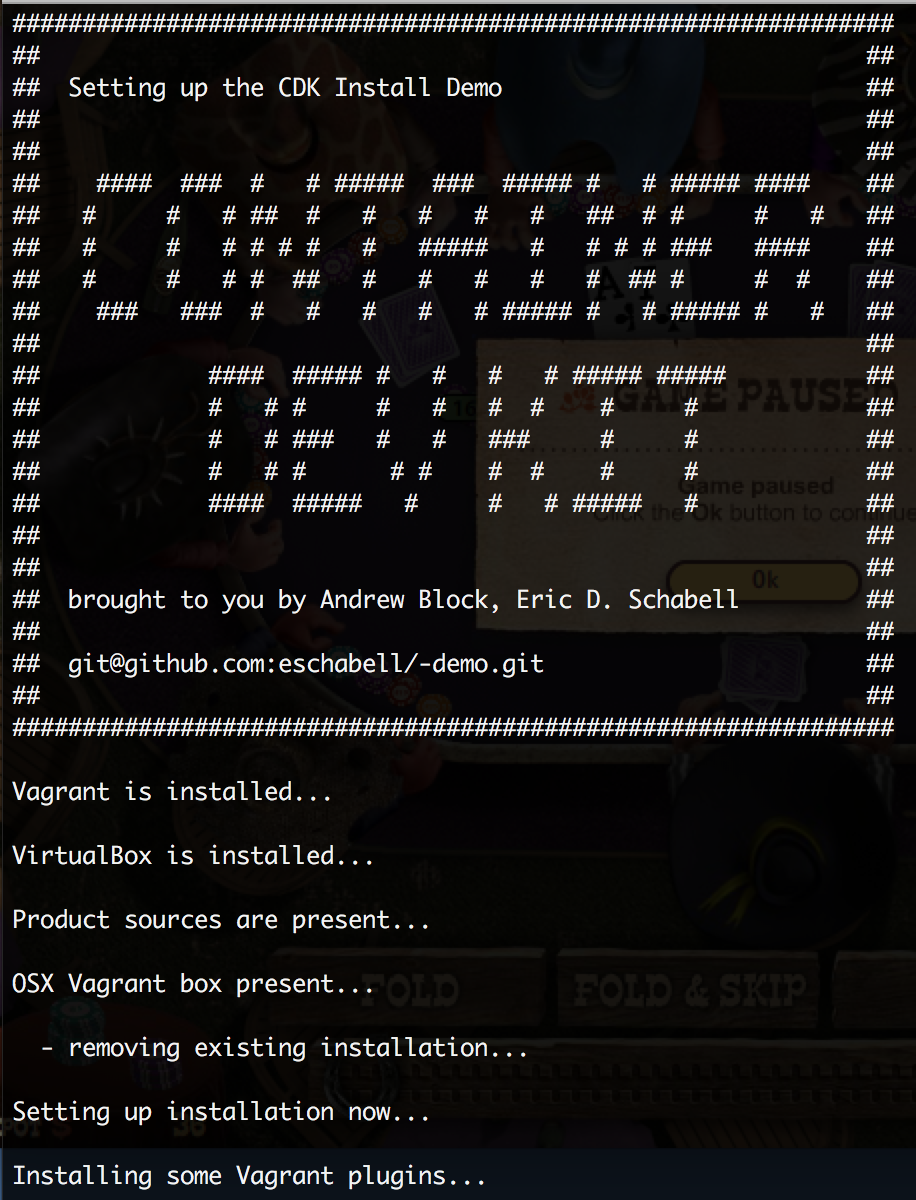 ################################################################
##                                                           ##
##  Setting up the CDK Install Demo                          ##
##                                                           ##
##                                                           ##
##    ####  ###  #   # #####  ###  ##### #   # ##### ####    ##
##   #     #   # ##  #   #   #   #   #   ##  # #     #   #   ##
##   #     #   # # # #   #   #####   #   # # # ###   ####    ##
##   #     #   # #  ##   #   #   #   #   #  ## #     #  #    ##
##    ###   ###  #   #   #   #   # ##### #   # ##### #   #   ##
##                                                           ##
##            ####  ##### #   #   #   # ##### #####          ##
##            #   # #     #   #   #  #    #     #            ##
##            #   # ###   #   #   ###     #     #            ##
##            #   # #      # #    #  #    #     #            ##
##            ####  #####   #     #   # #####   #            ##
##                                                           ##
##                                                           ##
##  brought to you by Andrew Block, Eric D. Schabell         ##
##                                                           ##
##  git@github.com:eschabell/-demo.git                       ##
##                                                           ##
################################################################
Vagrant is installed...
VirtualBox is installed...
Product sources are present...
OSX Vagrant box present...
- removing existing installation...
Setting up installation now...
Installing some Vagrant plugins...
GAME PAUSED
Game paused
Click the Ok button to continue
Ok
FOLD
FOLD & SKIP